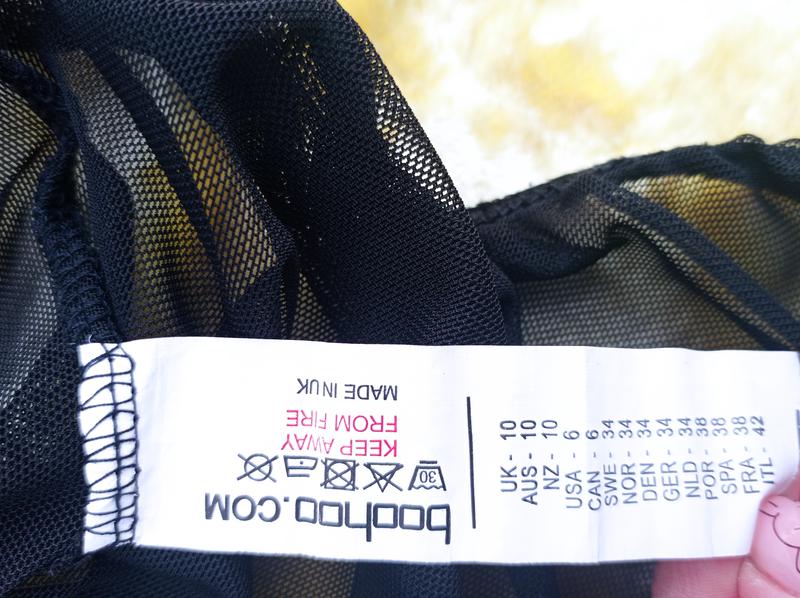 boohoo.COM
30
KEEP AWAY
FROM FIRE
MADE IN UK
UK - 10
AUS - 10
NZ - 10
USA - 6
CAN - 6
SWE - 34
NOR - 34
DEN - 34
GER - 34
NLD - 34
POR - 38
SPA - 38
FRA - 38
ITL - 42